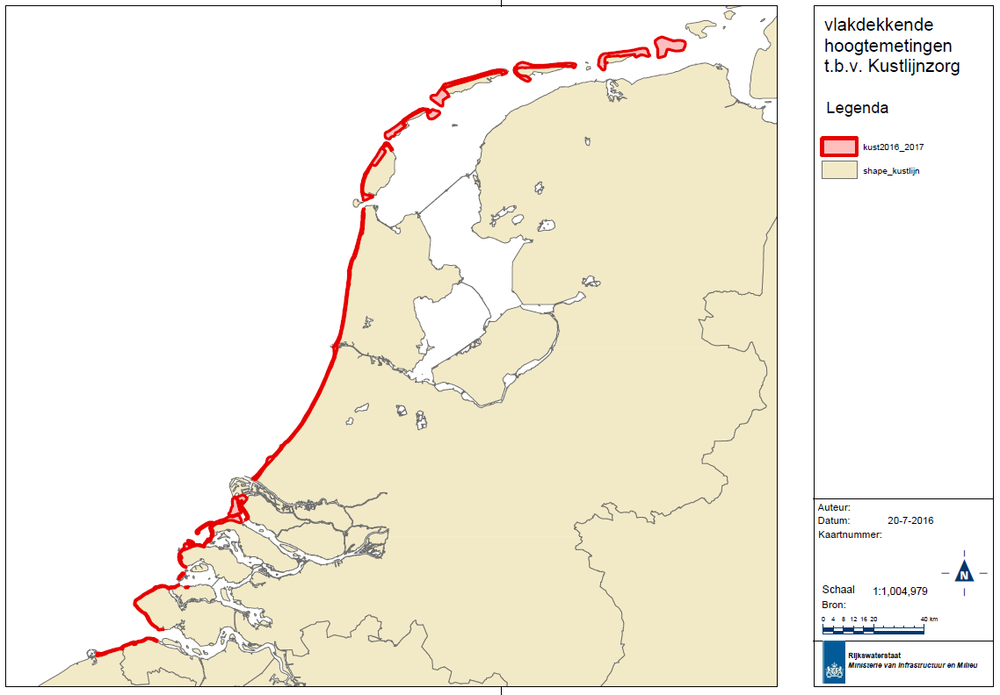 vlakdekkende
hoogtemetingen
t.b.v. Kustlijnzorg
Legenda
kust2016_2017
shape_kustlijn
Auteur:
Datum: 20-7-2016
Kaartnummer:
N
Schaal 1:1,004,979
Bron:
0 4 8 12 16 20 40 km
Rijkswaterstaat
Ministerie van Infrastructuur en Milieu